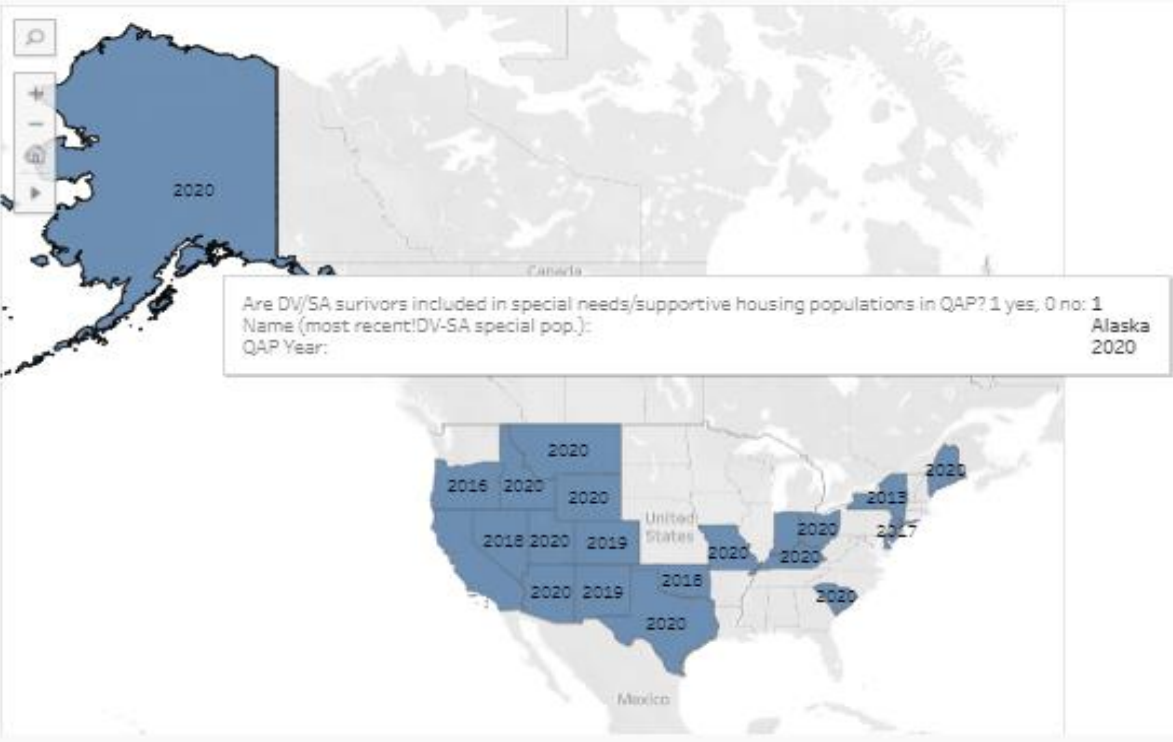 2020
Canada
Are DV/SA surivors included in special needs/supportive housing populations in QAP? 1 yes, 0 no: 1
Name (most recent!DV-SA special pop.): Alaska
QAP Year: 2020
2020
2020
2016 2020
2020
2013
United
States
2020
2017
2018 2020 2019
2020
2020
2018
2020 2019
2020
2020
Mexico